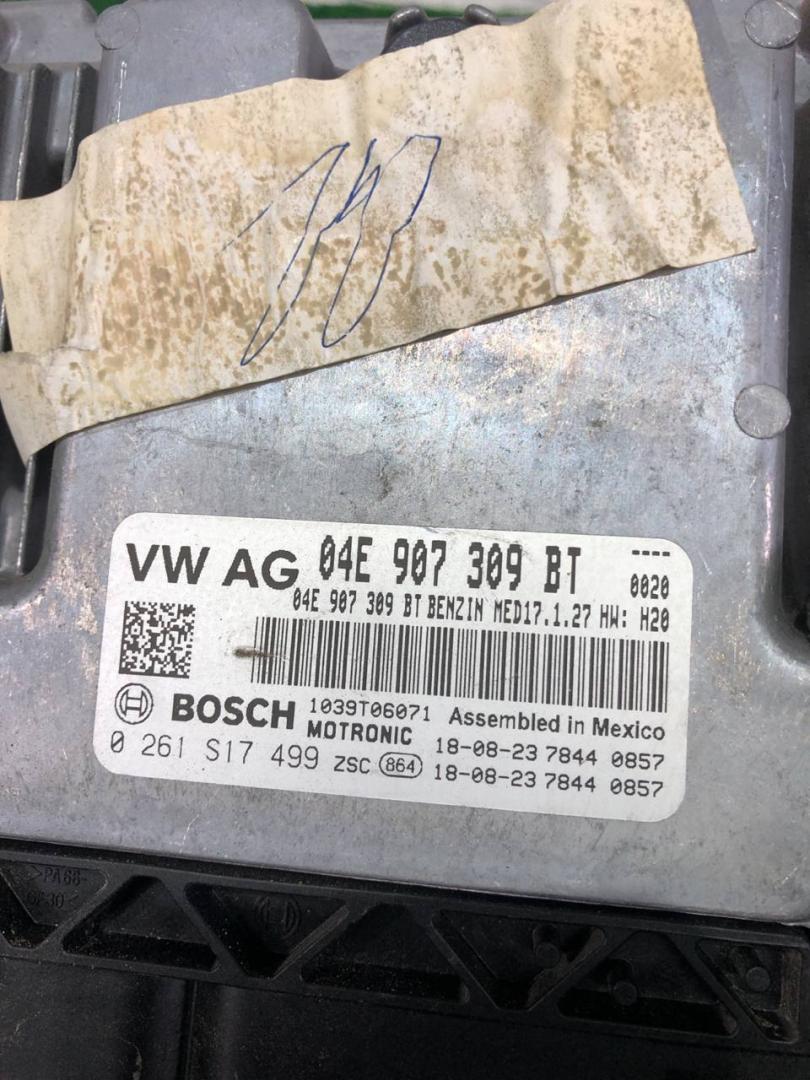 VW AG 04E 907 309 BT ----
0020
04E 907 309 BT BENZIN MED17.1.27 HW: H20
BOSCH 1039T06071 Assembled in Mexico
MOTRONIC 18-08-23 7844 0857
0 261 S17 499 ZSC 864 18-08-23 7844 0857
>PA66-